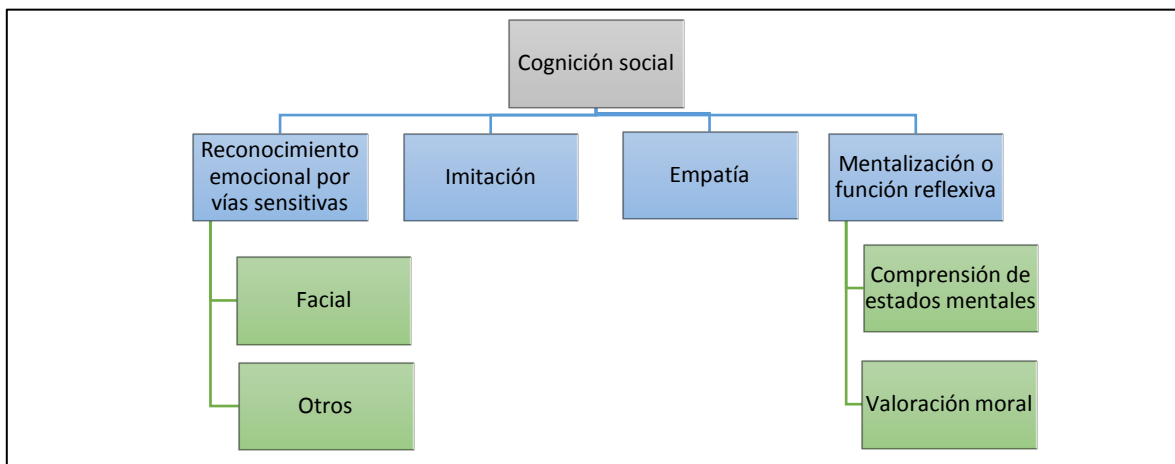 Cognición social
Reconocimiento
emocional por
vías sensitivas
Imitación
Empatía
Mentalización o
función reflexiva
Facial
Otros
Comprensión de
estados mentales
Valoración moral